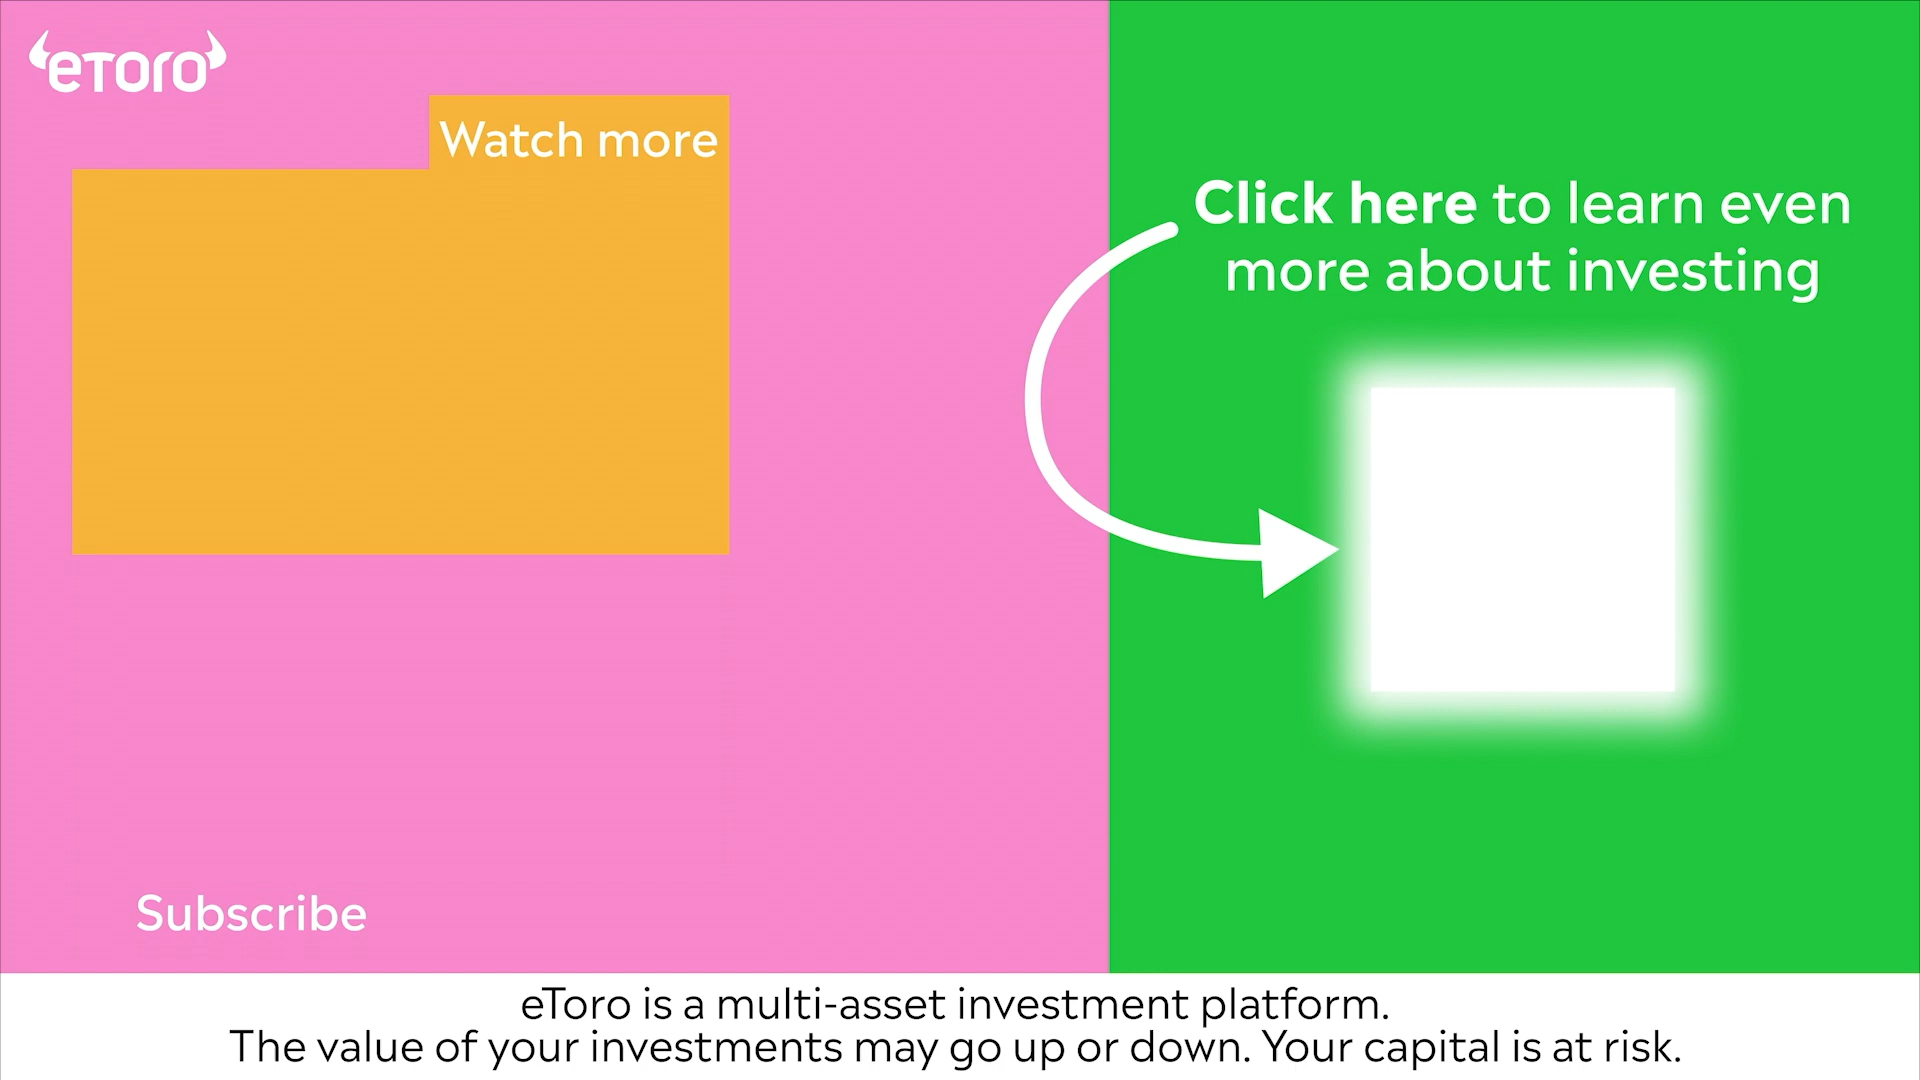 eToro
Watch more
Click here to learn even
more about investing
Subscribe
eToro is a multi-asset investment platform.
The value of your investments may go up or down. Your capital is at risk.